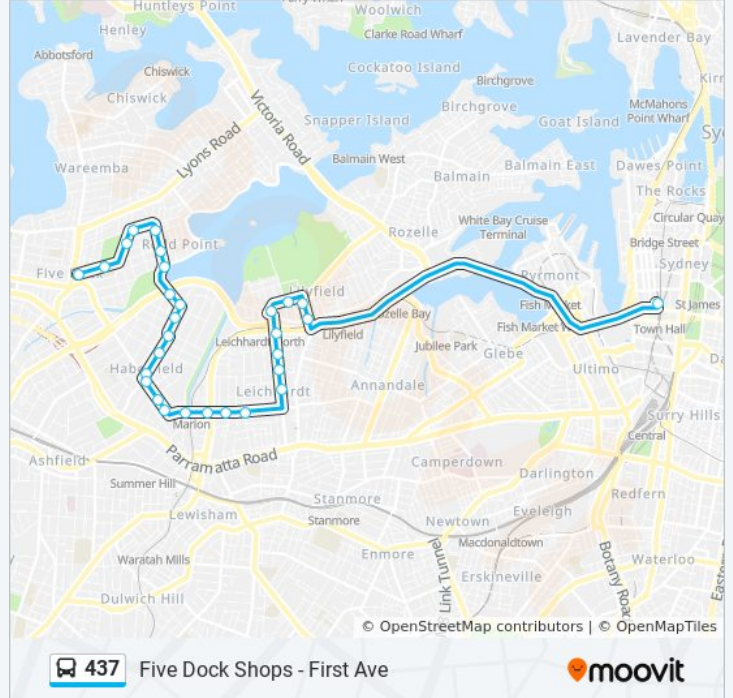 Huntleys Point
Woolwich
Henley
Clarke Road Wharf
Lavender Bay
Abbotsford
Chiswick
Cockatoo Island
Chiswick
Birchgrove
Kirr
Victoria Road
Birchgrove
McMahons
Point Wharf
Snapper Island
Goat Island
Sy
Lyons Road
Balmain West
Wareemba
Balmain
Balmain East
Dawes Point
The Rocks
White Bay Cruise
Terminal
Circular Quay
Rozelle
Bridge Street
Point
Five
Pyrmont
Sydney
Lilyfield
Fish Market
St James
Lilyfield
Fish Market
Town Hall
Leichhardt North
Jubilee Park
Glebe
Ultimo
Leichhardt
Annandale
Marion
Surry Hills
Parramatta Road
Central
Ashfield
Camperdown
Darlington
Summer Hill
Redfern
Stanmore
Eveleigh
Lewisham
Stanmore
Newtown
Macdonaldtown
Enmore
Waratah Mills
Link Tunnel
Erskineville
Botany Road
Waterloo
Dulwich Hill
© OpenStreetMap contributors | © OpenMapTiles
437 Five Dock Shops - First Ave
moovit